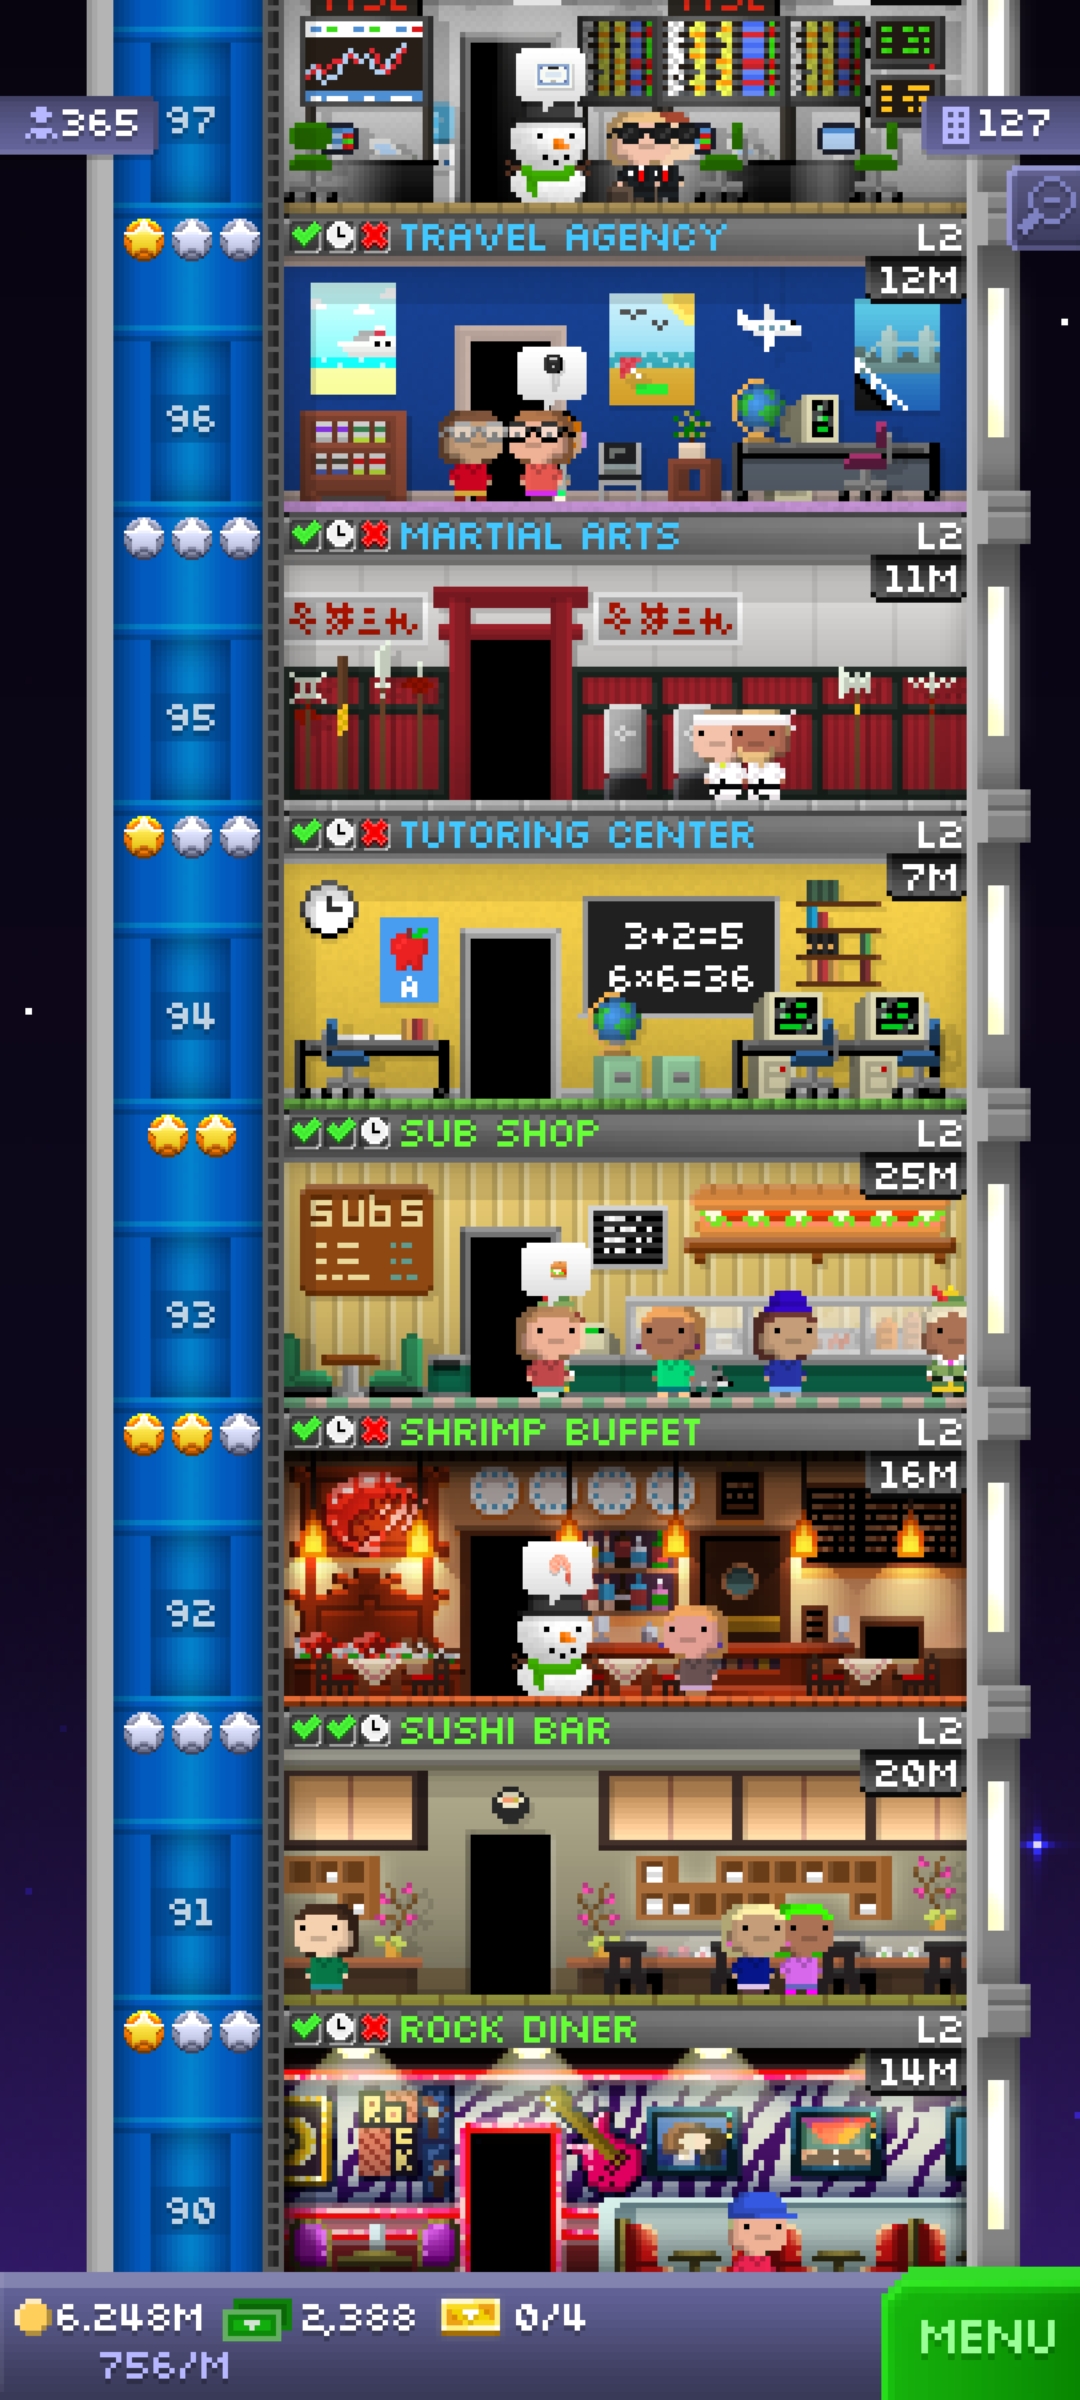 365
97
127
TRAVEL AGENCY L2
12M
96
MARTIAL ARTS L2
11M
95
TUTORING CENTER L2
7M
3+2=5
A
6x6=36
94
SUB SHOP L2
25M
subs
93
SHRIMP BUFFET L2
16M
92
SUSHI BAR L2
20M
91
ROCK DINER L2
14M
RoCK
90
6.248M 2,388 0/4
MENU
756/M